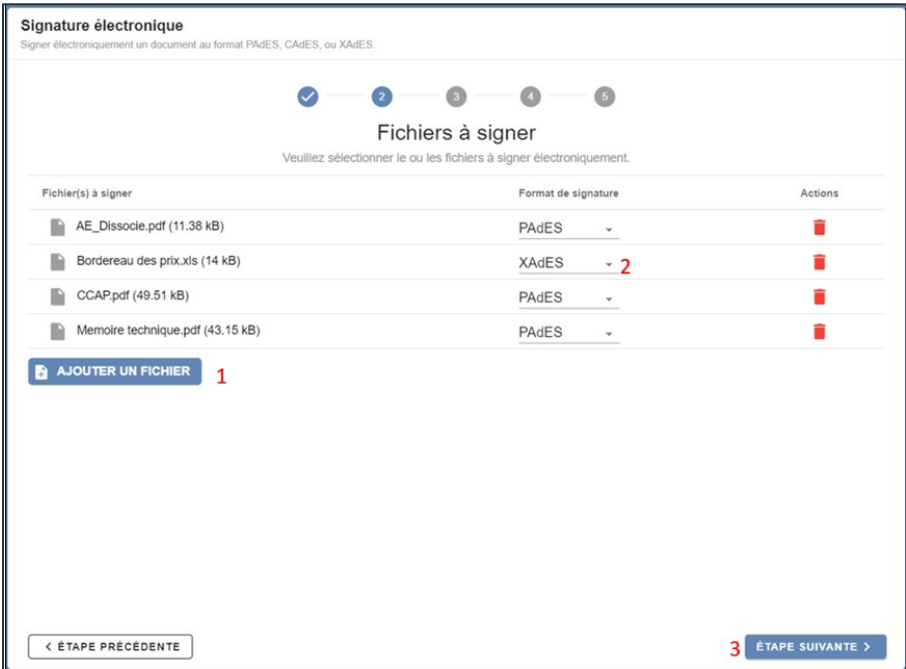 Signature électronique
Signer électroniquement un document au format PAdES, CAdES, ou XAdES.
2 3 4 5
Fichiers à signer
Veuillez sélectionner le ou les fichiers à signer électroniquement.
Fichier(s) à signer Format de signature Actions
AE_Dissocie.pdf (11.38 kB) PAdES
Bordereau des prix.xls (14 kB) XAdES 2
CCAP.pdf (49.51 kB) PAdES
Memoire technique.pdf (43.15 kB) PAdES
AJOUTER UN FICHIER 1
< ÉTAPE PRÉCÉDENTE 3 ÉTAPE SUIVANTE >